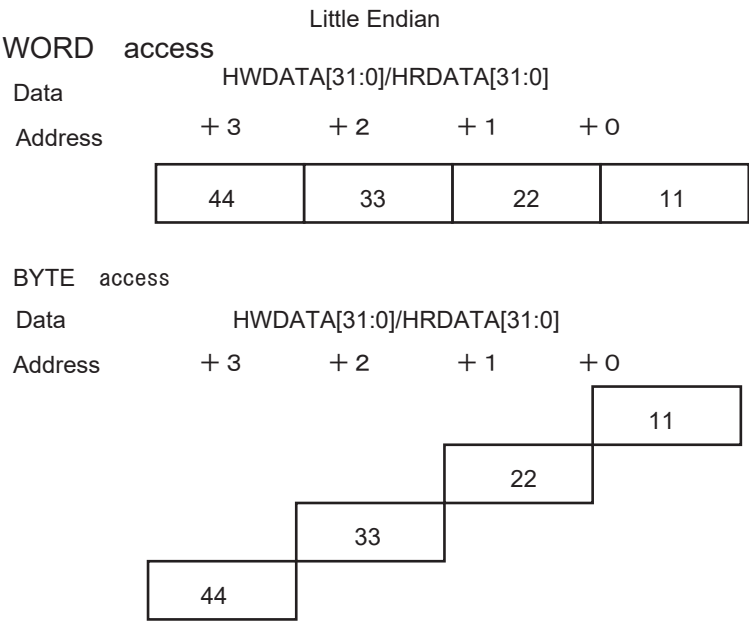 Little Endian
WORD access
HWDATA[31:0]/HRDATA[31:0]
Data
Address +3 +2 +1 +0
44 33 22 11
BYTE access
Data HWDATA[31:0]/HRDATA[31:0]
Address +3 +2 +1 +0
11
22
33
44